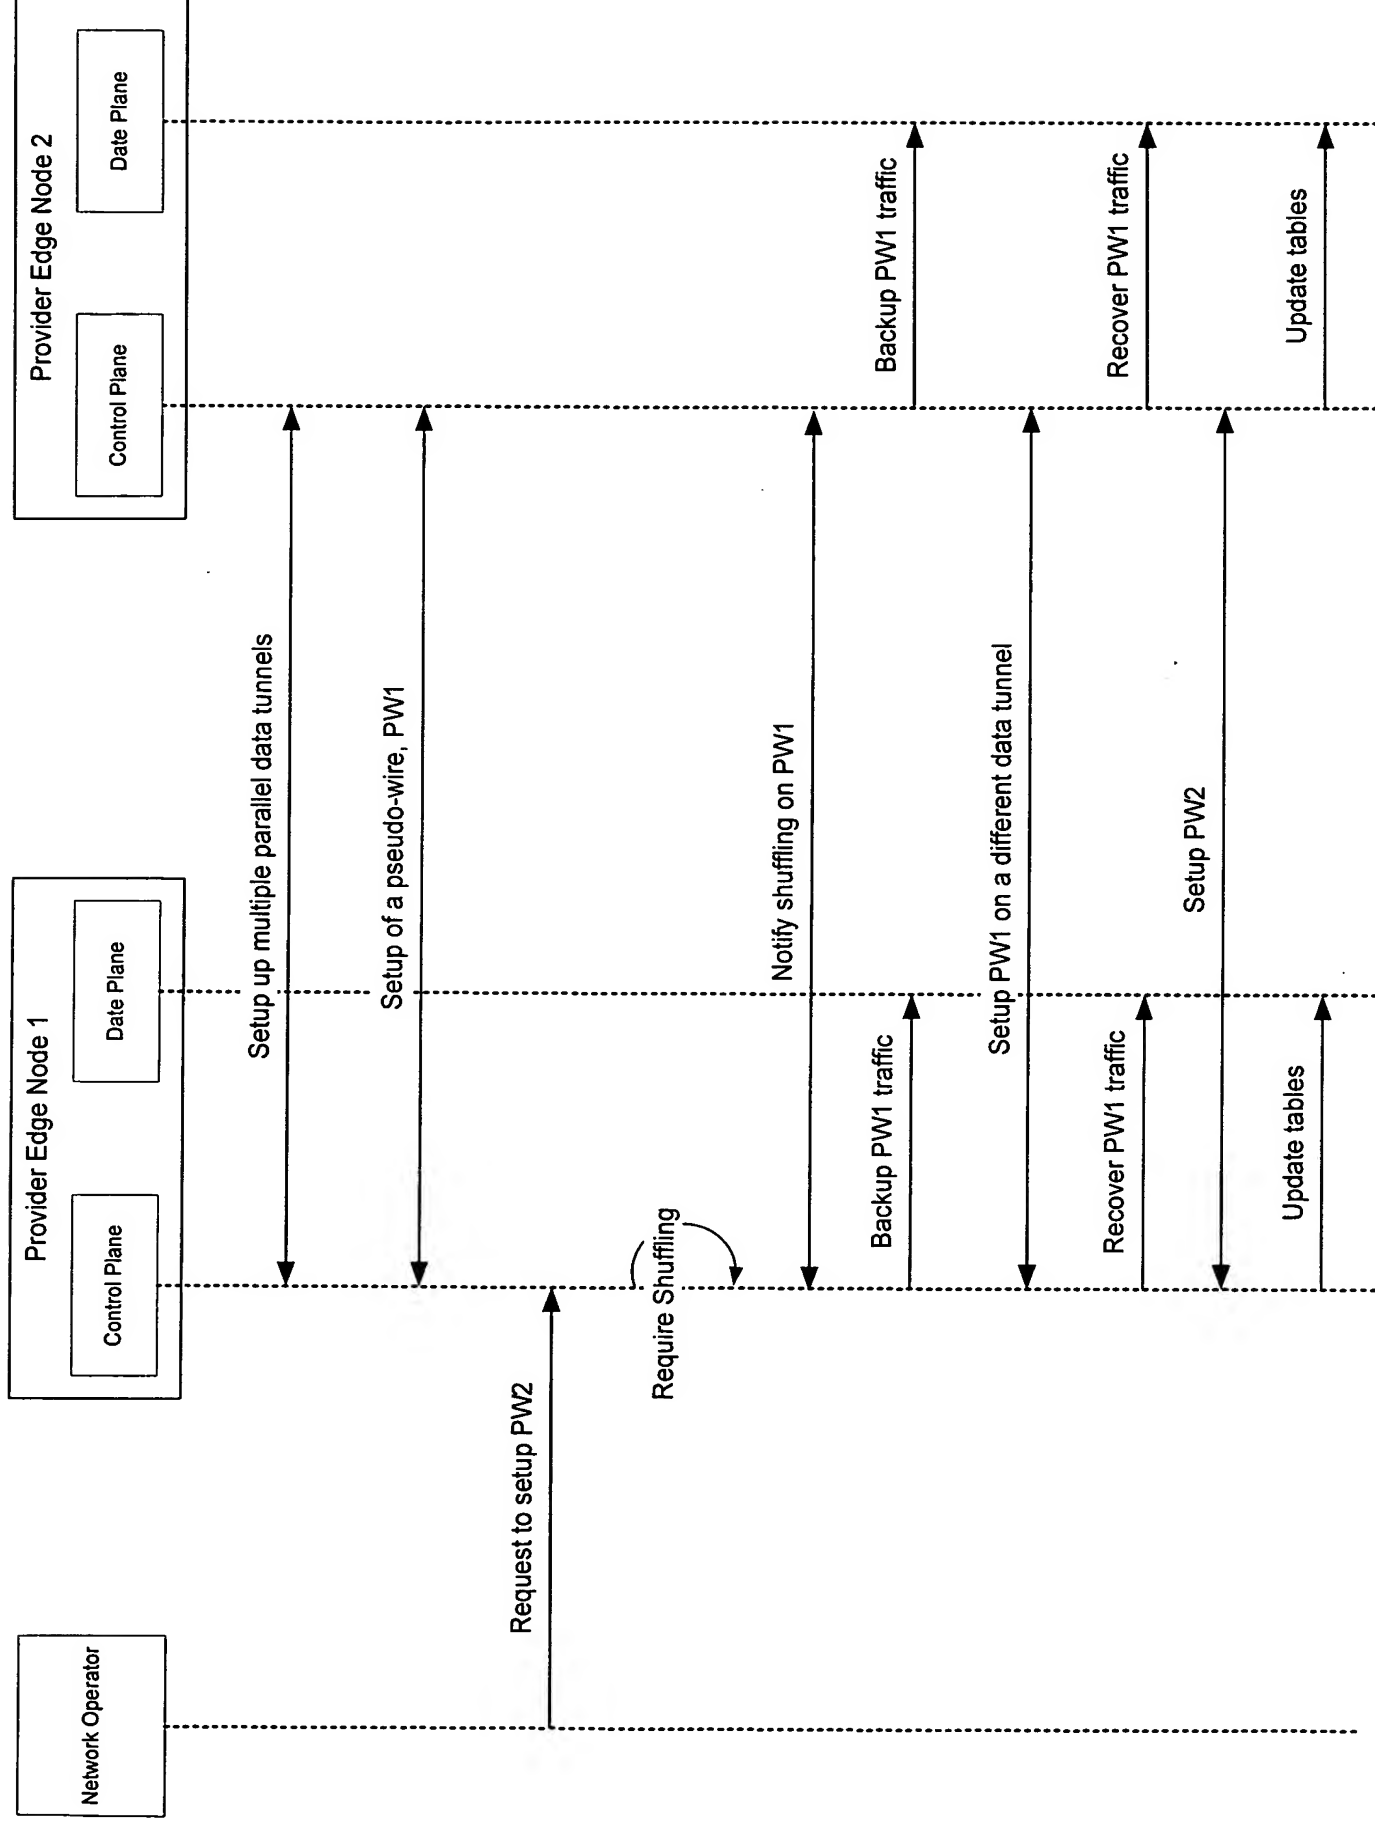 Network Operator
Provider Edge Node 1
Control Plane
Date Plane
Provider Edge Node 2
Control Plane
Date Plane
Setup up multiple parallel data tunnels
Setup of a pseudo-wire, PW1
Request to setup PW2
Require Shuffling
Notify shuffling on PW1
Backup PW1 traffic
Backup PW1 traffic
Setup PW1 on a different data tunnel
Recover PW1 traffic
Recover PW1 traffic
Setup PW2
Update tables
Update tables